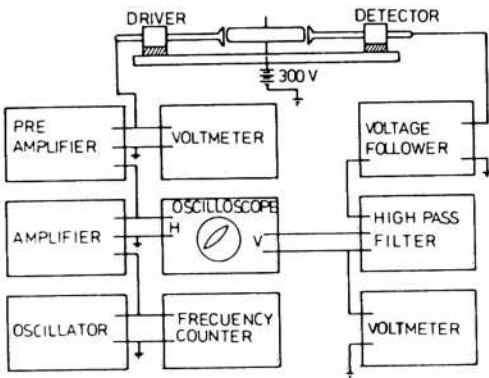 DRIVER
DETECTOR
300 V
PRE
AMPLIFIER
VOLTMETER
VOLTAGE
FOLLOWER
AMPLIFIER
OSCILLOSCOPE
H
V
HIGH PASS
FILTER
OSCILLATOR
FRECUENCY
COUNTER
VOLTMETER